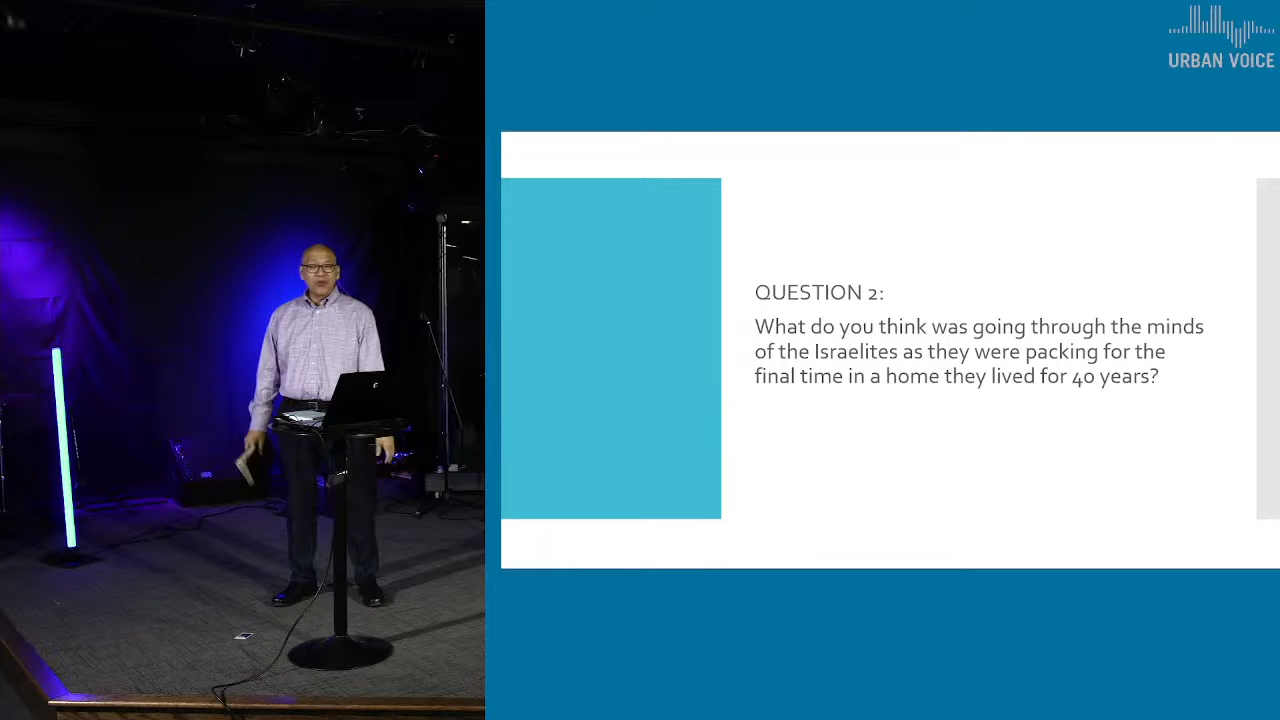 URBAN VOICE
QUESTION 2:
What do you think was going through the minds
of the Israelites as they were packing for the
final time in a home they lived for 40 years?